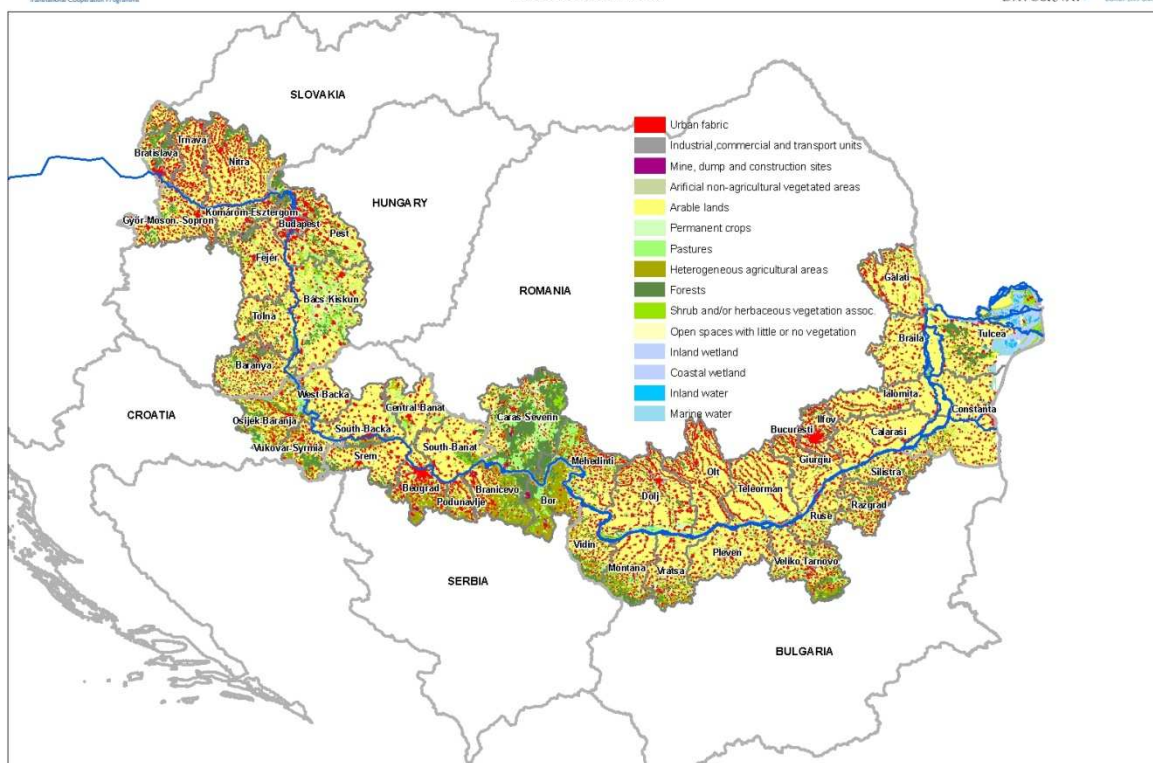 Transnational Cooperation Programme
SLOVAKIA
HUNGARY
ROMANIA
CROATIA
SERBIA
BULGARIA
Urban fabric
Industrial,commercial and transport units
Mine, dump and construction sites
Arificial non-agricultural vegetated areas
Arable lands
Permanent crops
Pastures
Heterogeneous agricultural areas
Forests
Shrub and/or herbaceous vegetation assoc.
Open spaces with little or no vegetation
Inland wetland
Coastal wetland
Inland water
Marine water
Trnava
Bratislava
Nitra
Komárom-Esztergom
Győr-Moson.-Sopron
Budapest
Pest
Fejér
Bács-Kiskun
Tolna
Baranya
West-Backa
Central-Banat
Osijek-Baranja
South-Backa
South-Banat
Vukovar-Syrmia
Srem
Caras-Severin
Beograd
Podunavlje
Branicevo
Bor
Mehedinti
Dolj
Olt
Teleorman
Giurgiu
Bucuresti
Ilfov
Calarasi
Ialomita
Braila
Galati
Tulcea
Constanta
Silistra
Razgrad
Ruse
Veliko Tarnovo
Pleven
Vratsa
Montana
Vidin